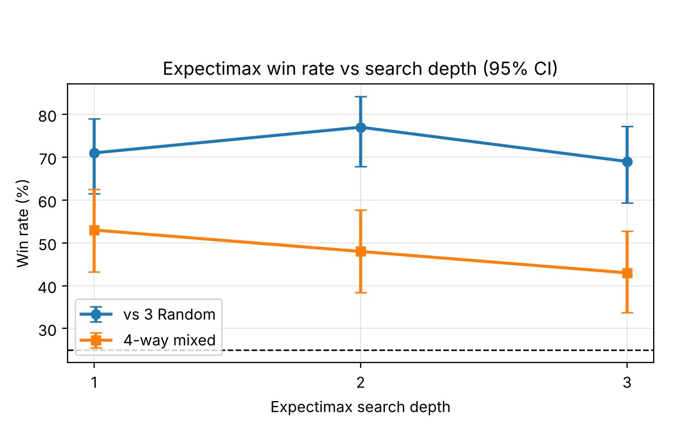 Expectimax win rate vs search depth (95% CI)
Win rate (%)
80
70
60
50
40
30
vs 3 Random
4-way mixed
1
2
3
Expectimax search depth